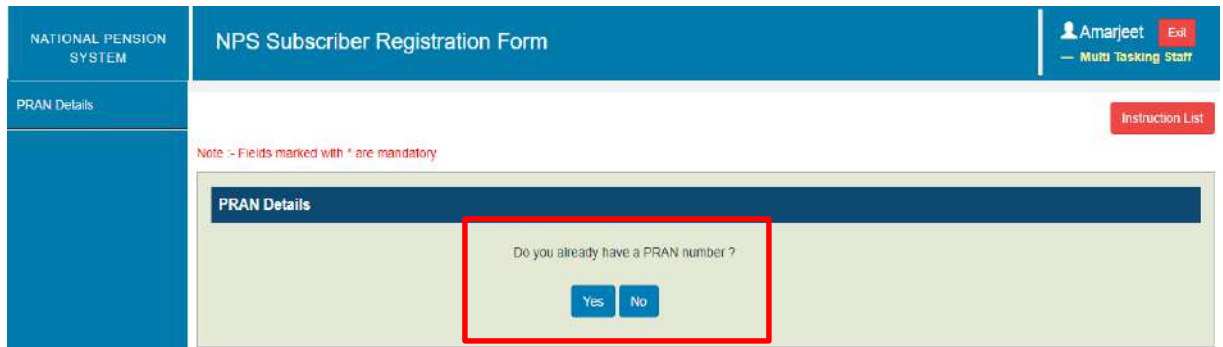 NATIONAL PENSION
SYSTEM
NPS Subscriber Registration Form
Amarjeet
Exit
— Multi Tasking Staff
PRAN Details
Instruction List
Note :- Fields marked with * are mandatory
PRAN Details
Do you already have a PRAN number ?
Yes
No